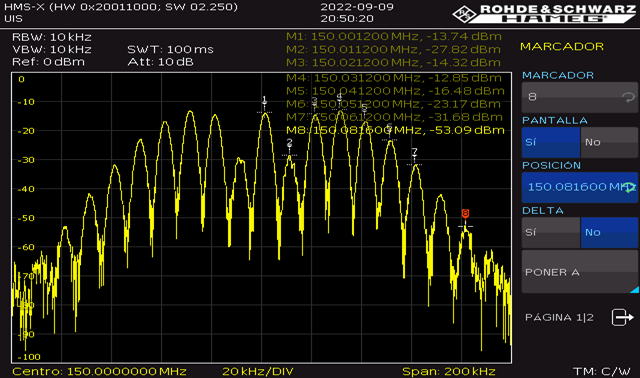 HMS-X (HW 0x20011000; SW 02.250)
UIS
2022-09-09
20:50:20
ROHDE&SCHWARZ
HAMEG
RBW: 10 kHz
VBW: 10 kHz
SWT: 100 ms
Ref: 0 dBm
Att: 10 dB
M1: 150.001200 MHz, -13.74 dBm
M2: 150.011200 MHz, -27.82 dBm
M3: 150.021200 MHz, -14.32 dBm
M4: 150.031200 MHz, -12.85 dBm
M5: 150.041200 MHz, -16.48 dBm
MHz, -23.17 dBm
MHz, -31.68 dBm
M8: 150.081600 MHz, -53.09 dBm
0
-10
-20
-30
-40
-50
-60
-70
-80
-90
-100
1
4
7
8
MARCADOR
MARCADOR
8
PANTALLA
Sí
No
POSICIÓN
150.081600 MHz
DELTA
Sí
No
PONER A
PÁGINA 1|2
Centro: 150.0000000 MHz
20 kHz/DIV
Span: 200 kHz
TM: C/W